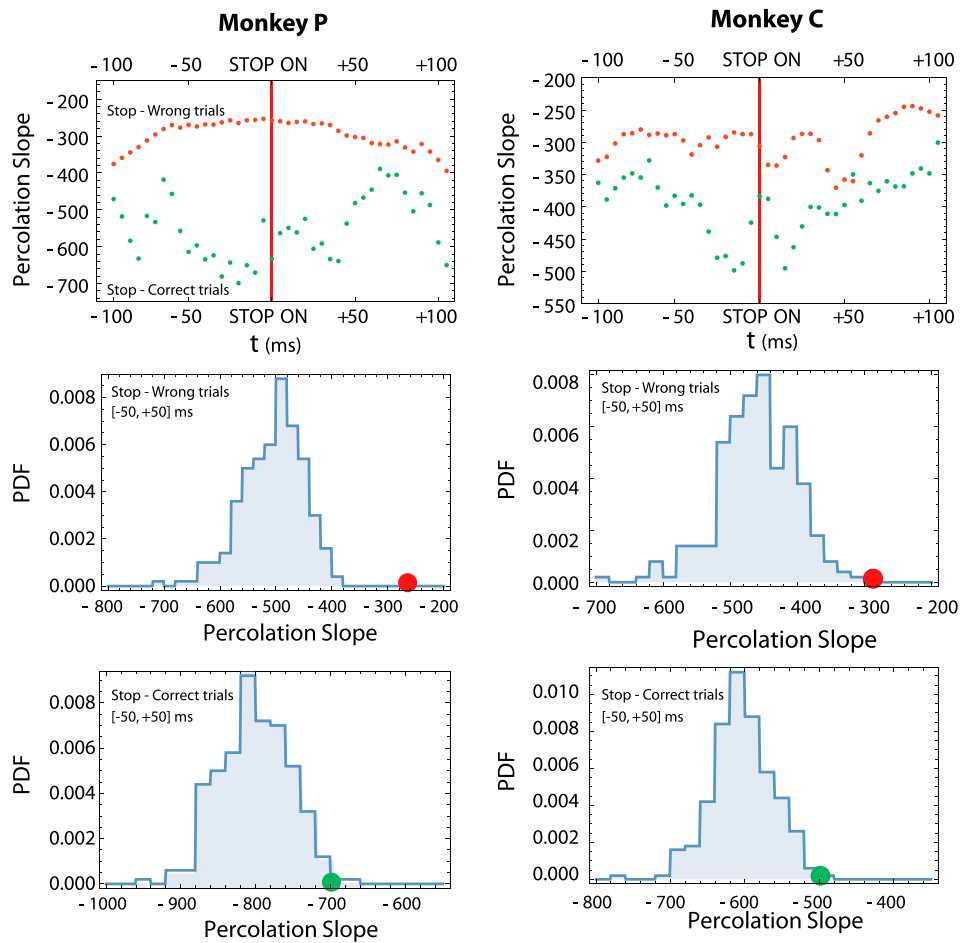 Monkey P
Monkey C
- 100 - 50 STOP ON +50 +100
- 100 - 50 STOP ON +50 +100
Percolation Slope
- 200
- 300
- 400
- 500
- 600
- 700
Stop - Wrong trials
Stop - Correct trials
- 100 - 50 STOP ON +50 +100
t (ms)
Percolation Slope
- 200
- 250
- 300
- 350
- 400
- 450
- 500
- 550
Stop - Wrong trials
Stop - Correct trials
- 100 - 50 STOP ON +50 +100
t (ms)
PDF
0.008
0.006
0.004
0.002
0.000
Stop - Wrong trials
[-50, +50] ms
- 800 - 700 - 600 - 500 - 400 - 300 - 200
Percolation Slope
PDF
0.008
0.006
0.008
0.004
0.002
0.000
Stop - Wrong trials
[-50, +50] ms
- 700 - 600 - 500 - 400 - 300 - 200
Percolation Slope
PDF
0.008
0.006
0.004
0.002
0.000
Stop - Correct trials
[-50, +50] ms
- 1000 - 900 - 800 - 700 - 600
Percolation Slope
PDF
0.010
0.008
0.006
0.004
0.002
0.000
Stop - Correct trials
[-50, +50] ms
- 800 - 700 - 600 - 500 - 400
Percolation Slope